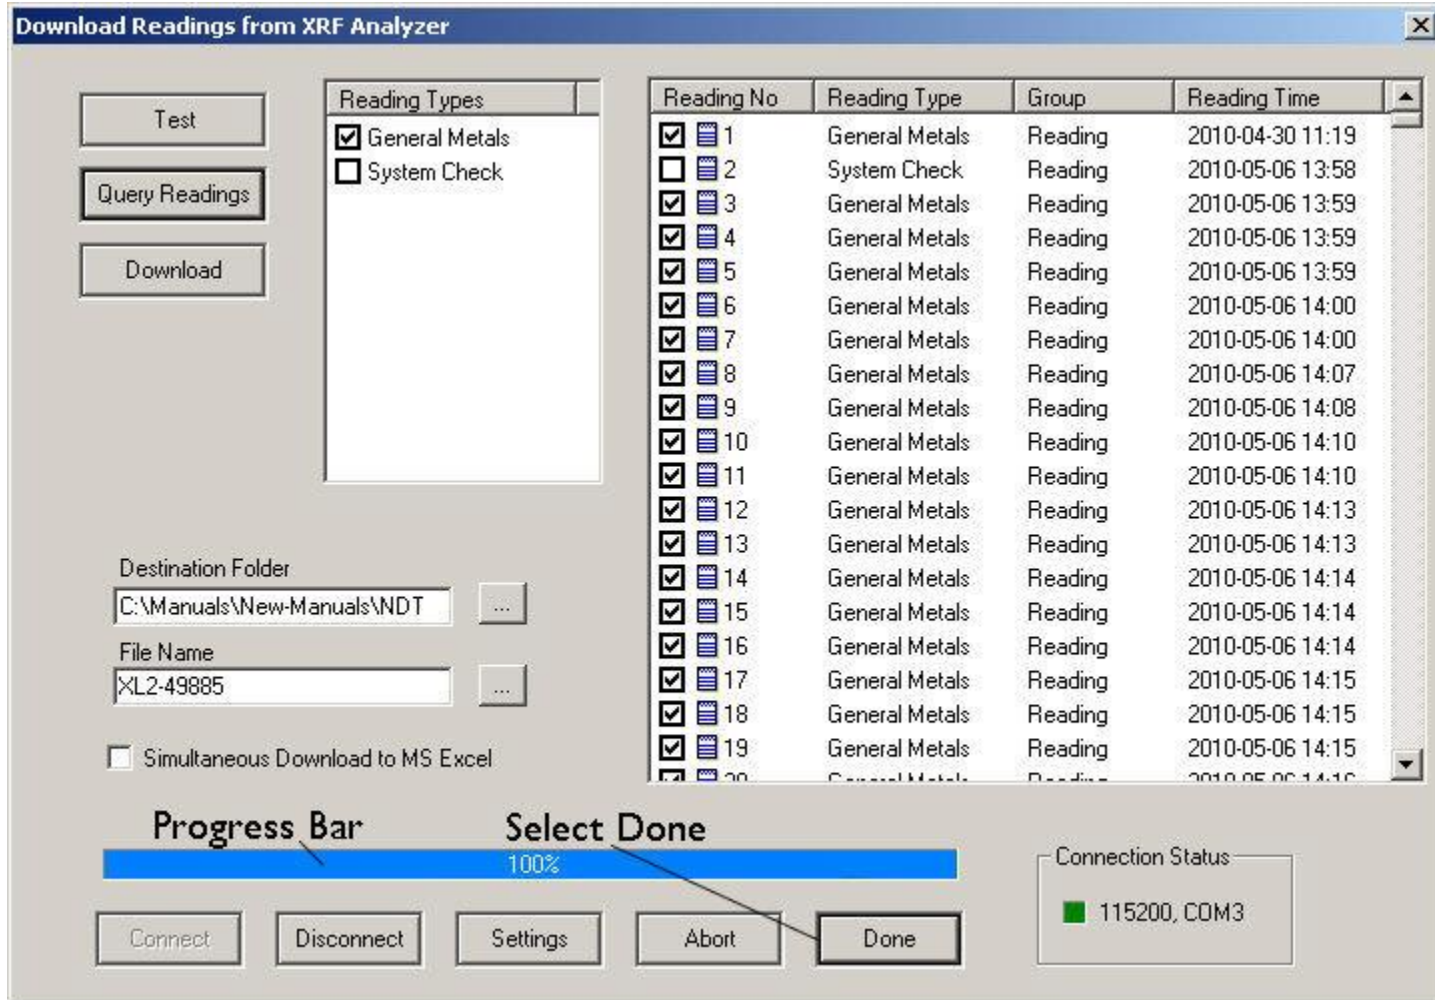 Download Readings from XRF Analyzer
Test
Query Readings
Download
Reading Types
General Metals
System Check
Reading No Reading Type Group Reading Time
1 General Metals Reading 2010-04-30 11:19
2 System Check Reading 2010-05-06 13:58
3 General Metals Reading 2010-05-06 13:59
4 General Metals Reading 2010-05-06 13:59
5 General Metals Reading 2010-05-06 13:59
6 General Metals Reading 2010-05-06 14:00
7 General Metals Reading 2010-05-06 14:00
8 General Metals Reading 2010-05-06 14:07
9 General Metals Reading 2010-05-06 14:08
10 General Metals Reading 2010-05-06 14:10
11 General Metals Reading 2010-05-06 14:10
12 General Metals Reading 2010-05-06 14:13
13 General Metals Reading 2010-05-06 14:13
14 General Metals Reading 2010-05-06 14:14
15 General Metals Reading 2010-05-06 14:14
16 General Metals Reading 2010-05-06 14:14
17 General Metals Reading 2010-05-06 14:15
18 General Metals Reading 2010-05-06 14:15
19 General Metals Reading 2010-05-06 14:15
20 General Metals Reading 2010-05-06
Destination Folder
C:\Manuals\New-Manuals\NDT
...
File Name
XL2-49885
...
Simultaneous Download to MS Excel
Progress Bar
Select Done
100%
Connect
Disconnect
Settings
Abort
Done
Connection Status
115200, COM3